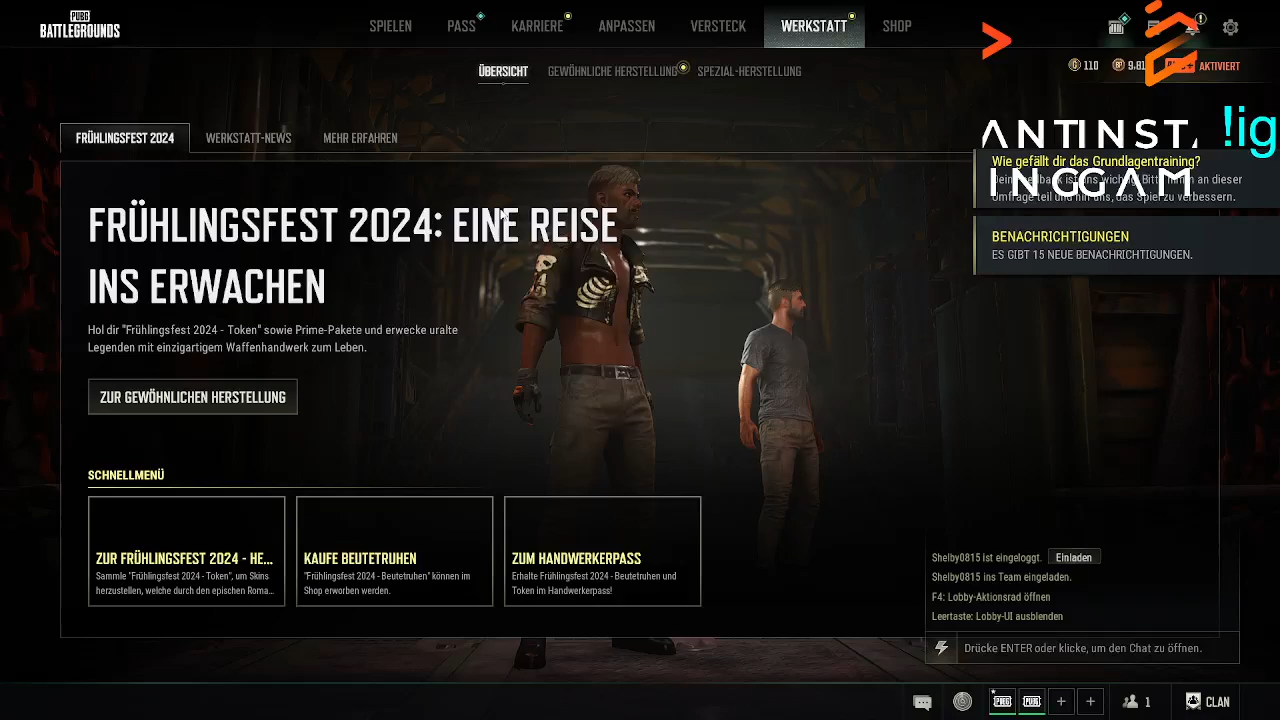 PUBG
BATTLEGROUNDS
SPIELEN
PASS
KARRIERE
ANPASSEN
VERSTECK
WERKSTATT
SHOP
ÜBERSICHT
GEWÖHNLICHE HERSTELLUNG
SPEZIAL-HERSTELLUNG
110
AKTIVIERT
FRÜHLINGSFEST 2024
WERKSTATT-NEWS
MEHR ERFAHREN
ANTINST
!ig
INGGAM
Wie gefällt dir das Grundlagentraining?
BENACHRICHTIGUNGEN
ES GIBT 15 NEUE BENACHRICHTIGUNGEN.
FRÜHLINGSFEST 2024: EINE REISE
INS ERWACHEN
Hol dir "Frühlingsfest 2024 - Token" sowie Prime-Pakete und erwecke uralte
Legenden mit einzigartigem Waffenhandwerk zum Leben.
ZUR GEWÖHNLICHEN HERSTELLUNG
SCHNELLMENÜ
ZUR FRÜHLINGSFEST 2024 - HE...
Sammle "Frühlingsfest 2024 - Token", um Skins
herzustellen, welche durch den epischen Roma...
KAUFE BEUTETRUHEN
"Frühlingsfest 2024 - Beutetruhen" können im
Shop erworben werden.
ZUM HANDWERKERPASS
Erhalte Frühlingsfest 2024 - Beutetruhen und
Token im Handwerkerpass!
Shelby0815 ist eingeloggt. Einladen
Shelby0815 ins Team eingeladen.
F4: Lobby-Aktionsrad öffnen
Leertaste: Lobby-UI ausblenden
Drücke ENTER oder klicke, um den Chat zu öffnen.
PUBG
PUBG
1
CLAN